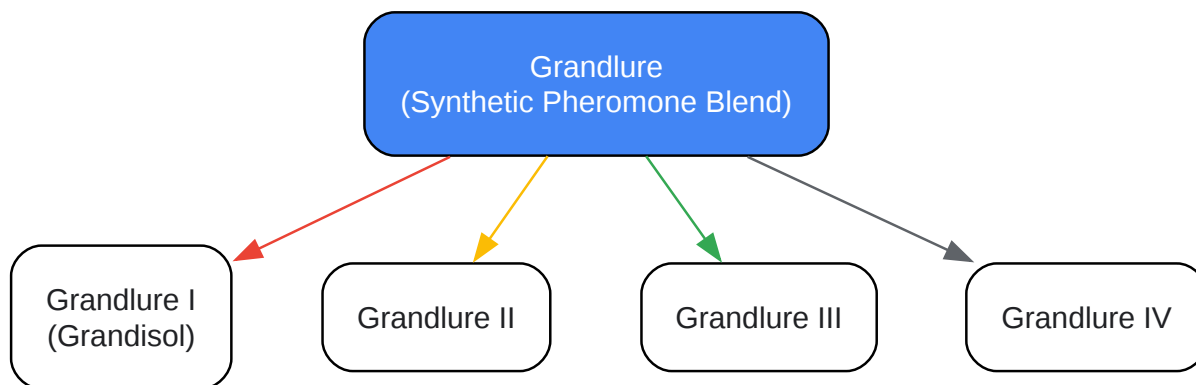 Grandlure
(Synthetic Pheromone Blend)
Grandlure I
(Grandisol)
Grandlure II
Grandlure III
Grandlure IV